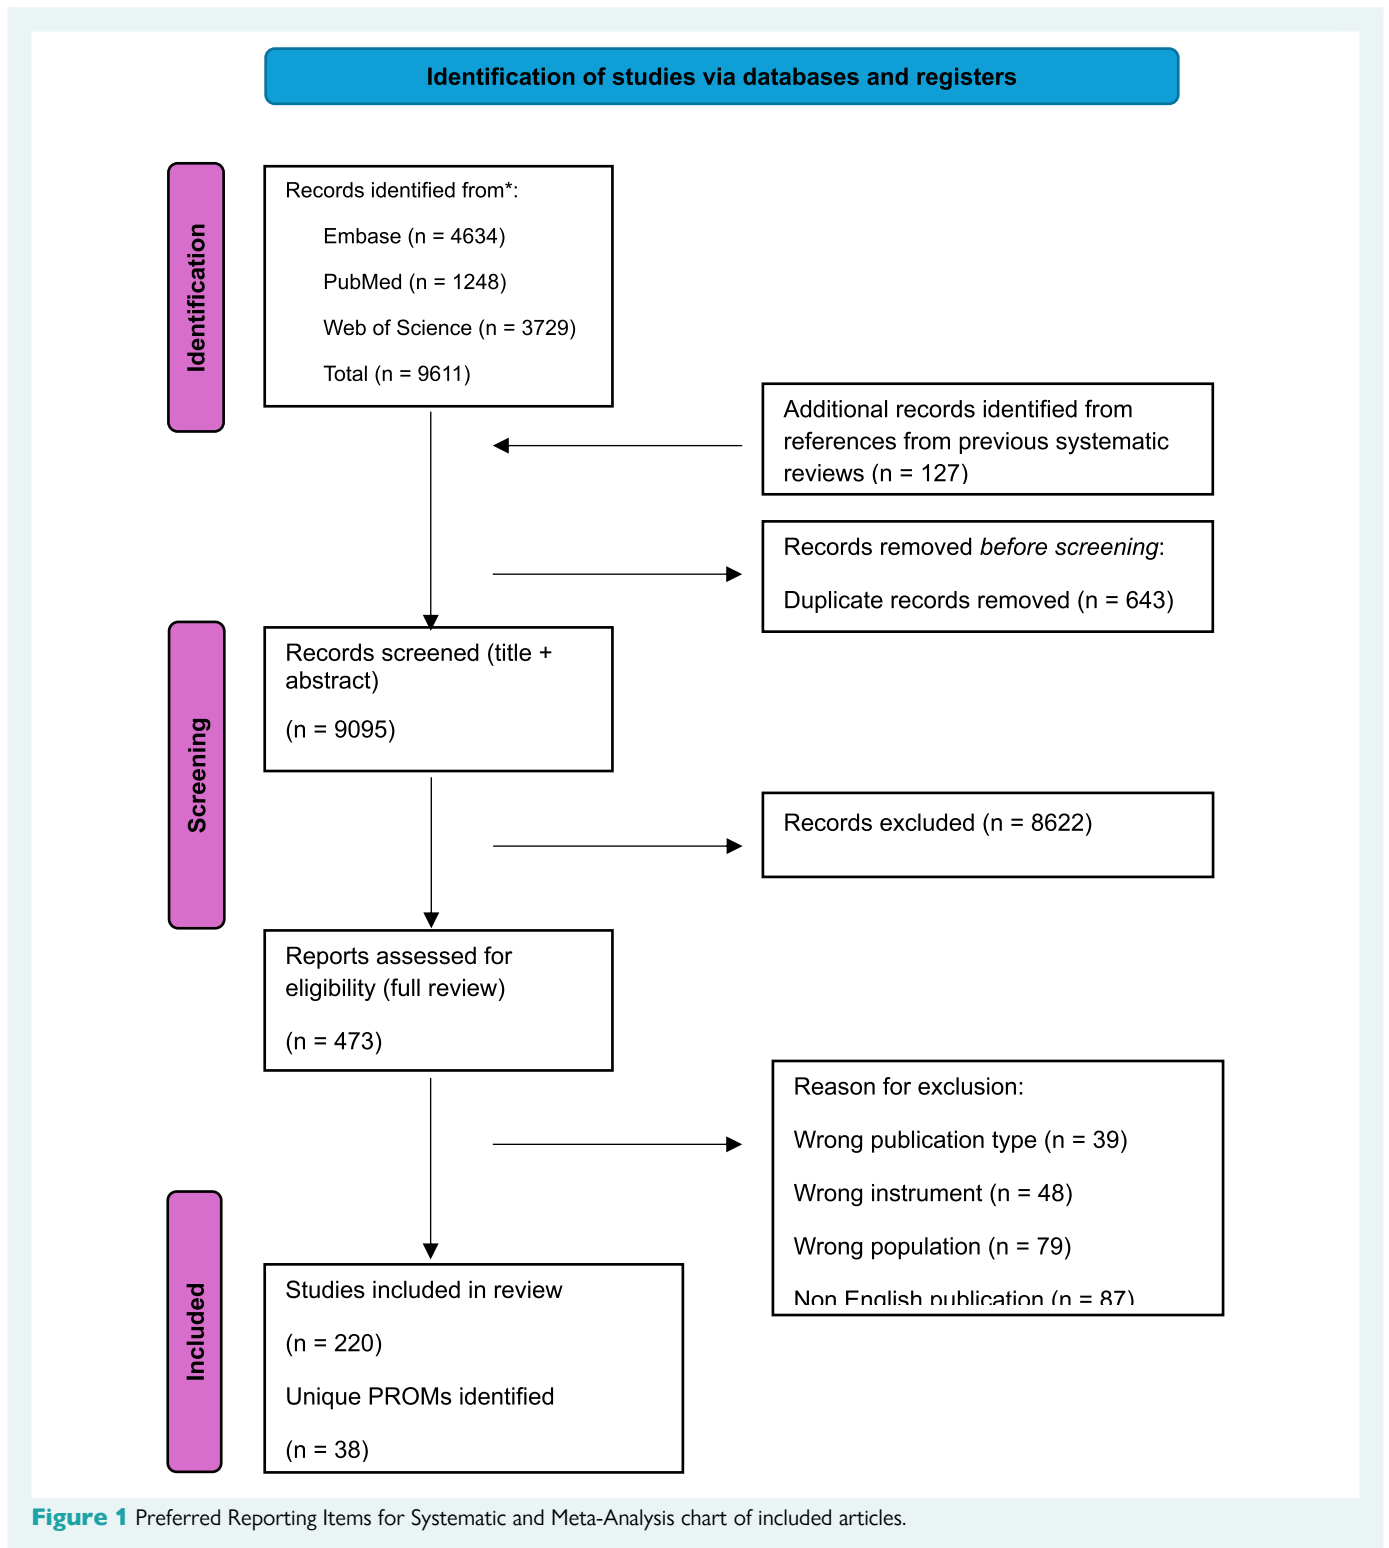 Identification of studies via databases and registers
Identification
Records identified from*:
Embase (n = 4634)
PubMed (n = 1248)
Web of Science (n = 3729)
Total (n = 9611)
Additional records identified from
references from previous systematic
reviews (n = 127)
Records removed before screening:
Duplicate records removed (n = 643)
Screening
Records screened (title +
abstract)
(n = 9095)
Records excluded (n = 8622)
Reports assessed for
eligibility (full review)
(n = 473)
Reason for exclusion:
Wrong publication type (n = 39)
Wrong instrument (n = 48)
Wrong population (n = 79)
Non English publication (n = 87)
Included
Studies included in review
(n = 220)
Unique PROMs identified
(n = 38)
Figure 1 Preferred Reporting Items for Systematic and Meta-Analysis chart of included articles.